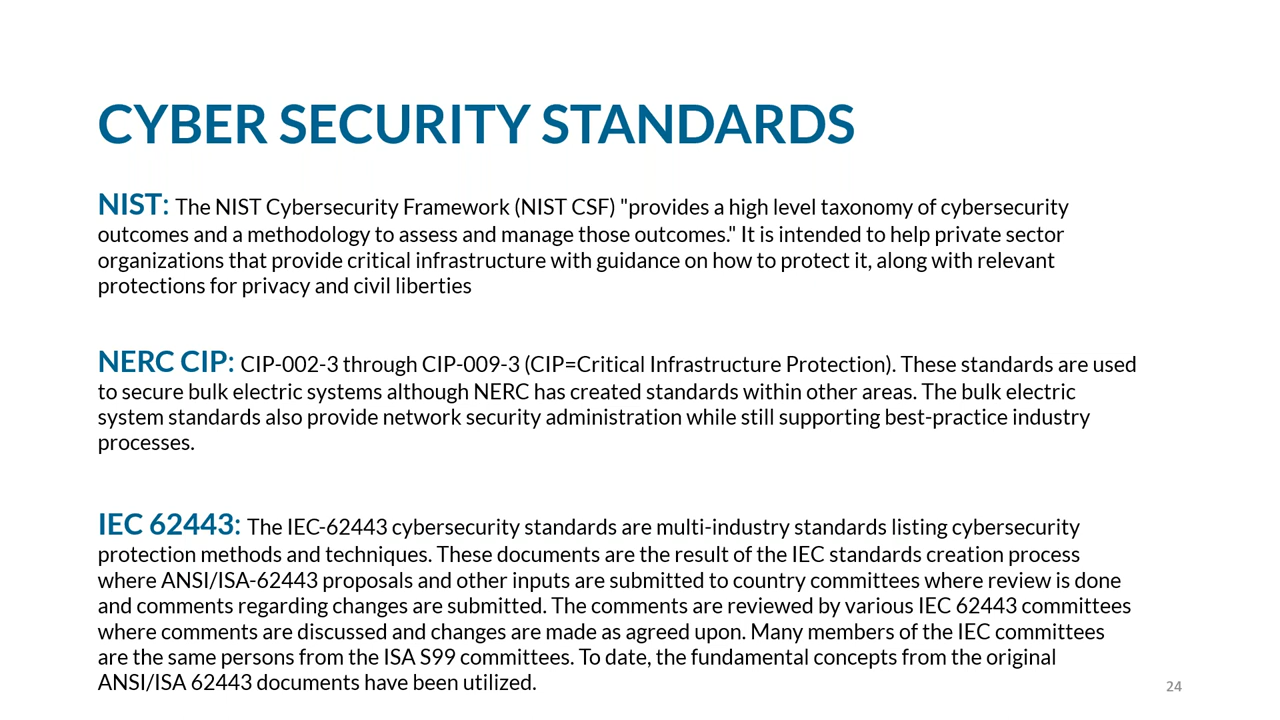 CYBER SECURITY STANDARDS
NIST: The NIST Cybersecurity Framework (NIST CSF) "provides a high level taxonomy of cybersecurity
outcomes and a methodology to assess and manage those outcomes." It is intended to help private sector
organizations that provide critical infrastructure with guidance on how to protect it, along with relevant
protections for privacy and civil liberties
NERC CIP: CIP-002-3 through CIP-009-3 (CIP=Critical Infrastructure Protection). These standards are used
to secure bulk electric systems although NERC has created standards within other areas. The bulk electric
system standards also provide network security administration while still supporting best-practice industry
processes.
IEC 62443: The IEC-62443 cybersecurity standards are multi-industry standards listing cybersecurity
protection methods and techniques. These documents are the result of the IEC standards creation process
where ANSI/ISA-62443 proposals and other inputs are submitted to country committees where review is done
and comments regarding changes are submitted. The comments are reviewed by various IEC 62443 committees
where comments are discussed and changes are made as agreed upon. Many members of the IEC committees
are the same persons from the ISA S99 committees. To date, the fundamental concepts from the original
ANSI/ISA 62443 documents have been utilized.
24